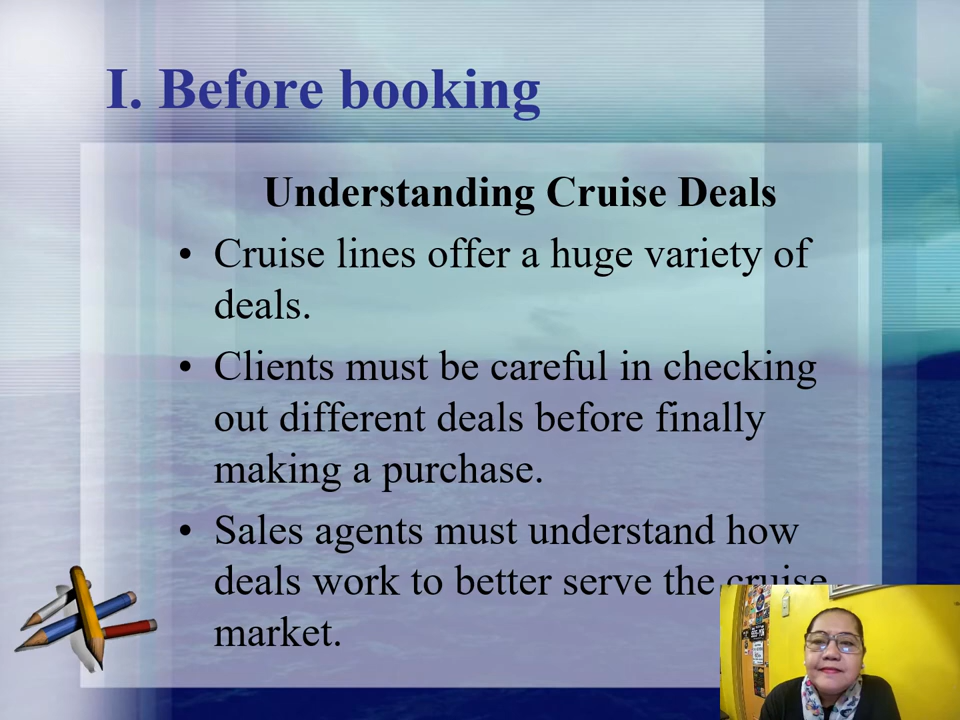 I. Before booking
Understanding Cruise Deals
• Cruise lines offer a huge variety of
deals.
• Clients must be careful in checking
out different deals before finally
making a purchase.
• Sales agents must understand how
deals work to better serve the cruise
market.